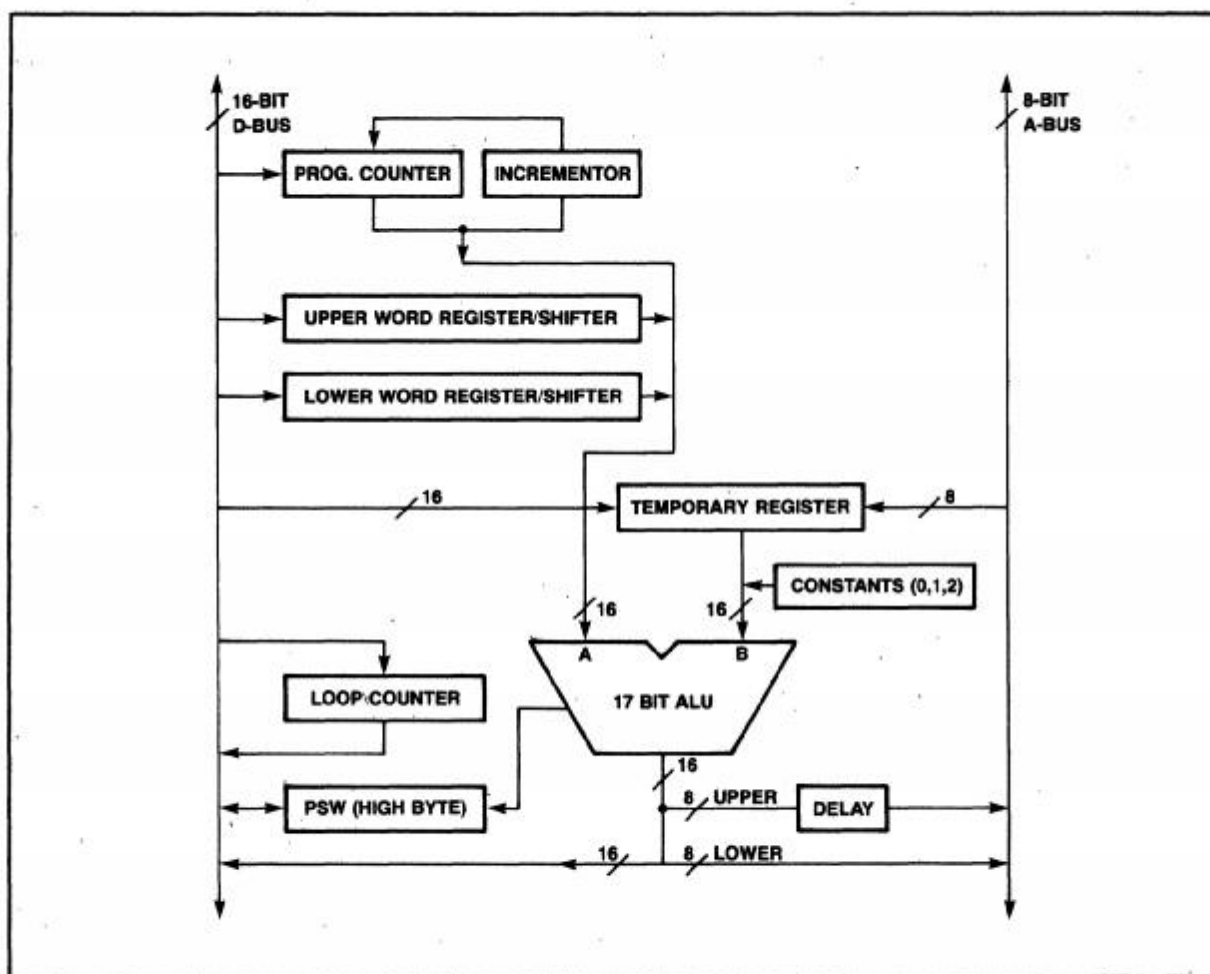 16-BIT
D-BUS
8-BIT
A-BUS
PROG. COUNTER
INCREMENTOR
UPPER WORD REGISTER/SHIFTER
LOWER WORD REGISTER/SHIFTER
16
TEMPORARY REGISTER
8
CONSTANTS (0,1,2)
16
16
A
B
LOOP COUNTER
17 BIT ALU
16
PSW (HIGH BYTE)
8 UPPER
DELAY
16
8 LOWER